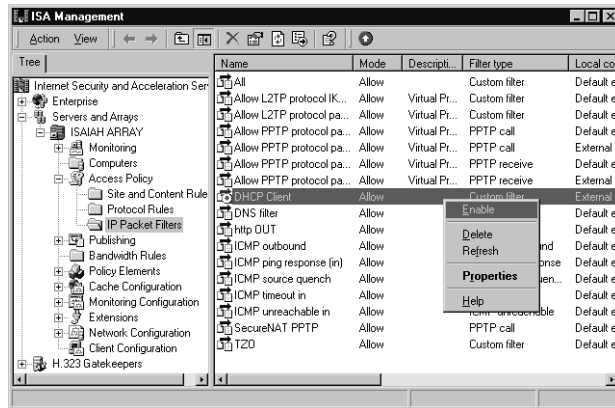 ISA Management
Action View
Tree
Internet Security and Acceleration Ser
Enterprise
Servers and Arrays
ISAIAH ARRAY
Monitoring
Computers
Access Policy
Site and Content Rule
Protocol Rules
IP Packet Filters
Publishing
Bandwidth Rules
Policy Elements
Cache Configuration
Monitoring Configuration
Extensions
Network Configuration
Client Configuration
H.323 Gatekeepers
Name Mode Descripti... Filter type Local co
All Allow Custom filter Default e
Allow L2TP protocol IK... Allow Virtual Pr... Custom filter Default e
Allow L2TP protocol pa... Allow Virtual Pr... Custom filter Default e
Allow PPTP protocol pa... Allow Virtual Pr... PPTP call Default e
Allow PPTP protocol pa... Allow Virtual Pr... PPTP call External
Allow PPTP protocol pa... Allow Virtual Pr... PPTP receive Default e
Allow PPTP protocol pa... Allow Virtual Pr... PPTP receive External
DHCP Client Allow Custom filter External
DNS filter Allow Default e
http OUT Allow Default e
ICMP outbound Allow nd Default e
ICMP ping response (in) Allow onse Default e
ICMP source quench Allow uen... Default e
ICMP timeout in Allow Default e
ICMP unreachable in Allow ICMP unreachable Default e
SecureNAT PPTP Allow PPTP call Default e
TZO Allow Custom filter Default e
Enable
Delete
Refresh
Properties
Help